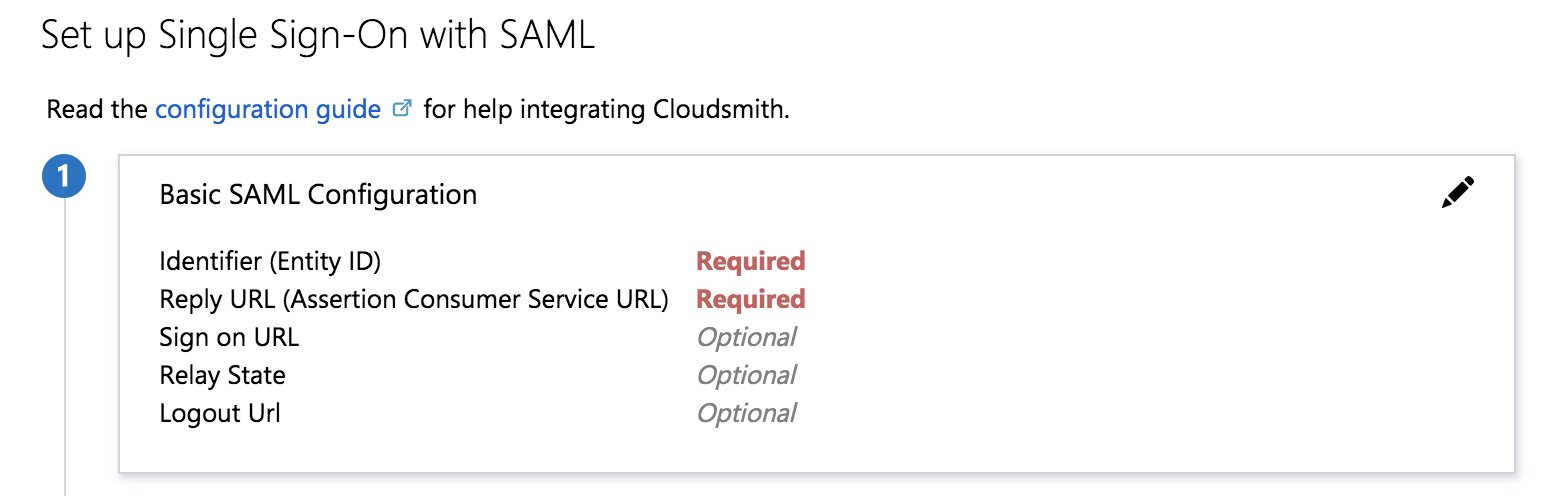 Set up Single Sign-On with SAML
Read the configuration guide for help integrating Cloudsmith.
1
Basic SAML Configuration
Identifier (Entity ID) Required
Reply URL (Assertion Consumer Service URL) Required
Sign on URL Optional
Relay State Optional
Logout Url Optional